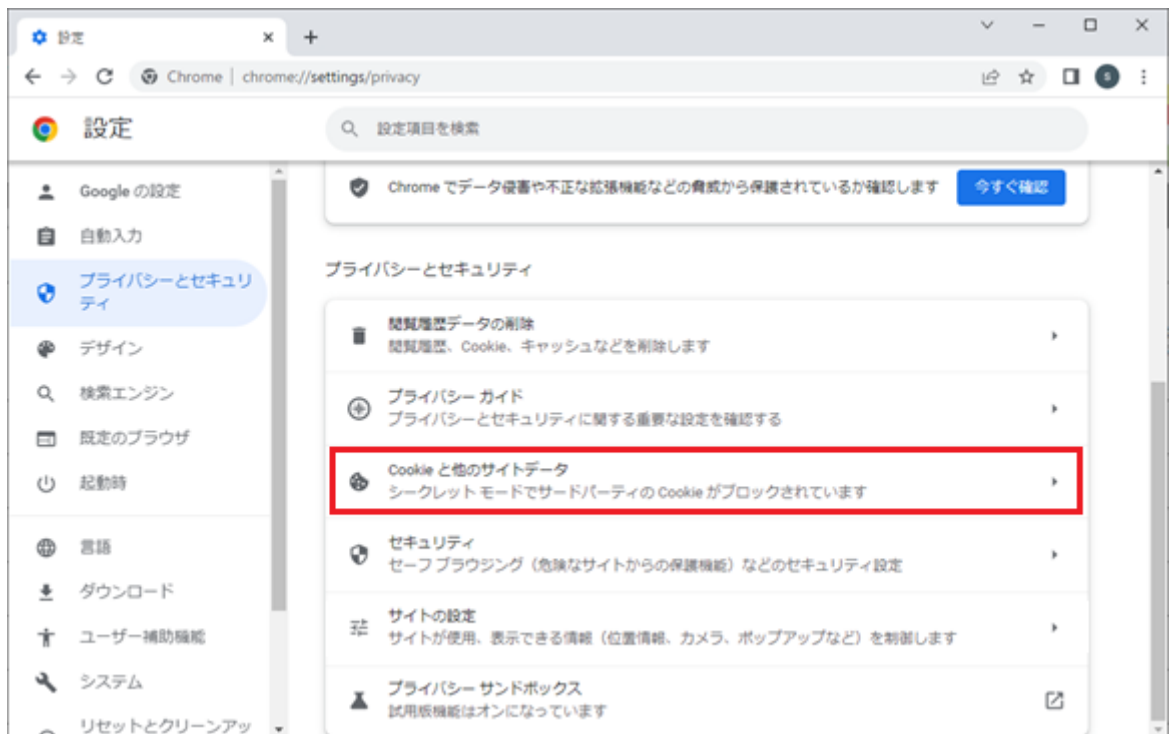 設定
Chrome | chrome://settings/privacy
S
設定
設定項目を検索
Google の設定
自動入力
プライバシーとセキュリ
ティ
デザイン
検索エンジン
既定のブラウザ
起動時
言語
ダウンロード
ユーザー補助機能
システム
リセットとクリーンアッ
Chrome でデータ侵害や不正な拡張機能などの脅威から保護されているか確認します
今すぐ確認
プライバシーとセキュリティ
閲覧履歴データの削除
閲覧履歴、Cookie、キャッシュなどを削除します
プライバシー ガイド
プライバシーとセキュリティに関する重要な設定を確認する
Cookie と他のサイトデータ
シークレット モードでサードパーティの Cookie がブロックされています
セキュリティ
セーフ ブラウジング（危険なサイトからの保護機能）などのセキュリティ設定
サイトの設定
サイトが使用、表示できる情報（位置情報、カメラ、ポップアップなど）を制御します
プライバシー サンドボックス
試用版機能はオンになっています